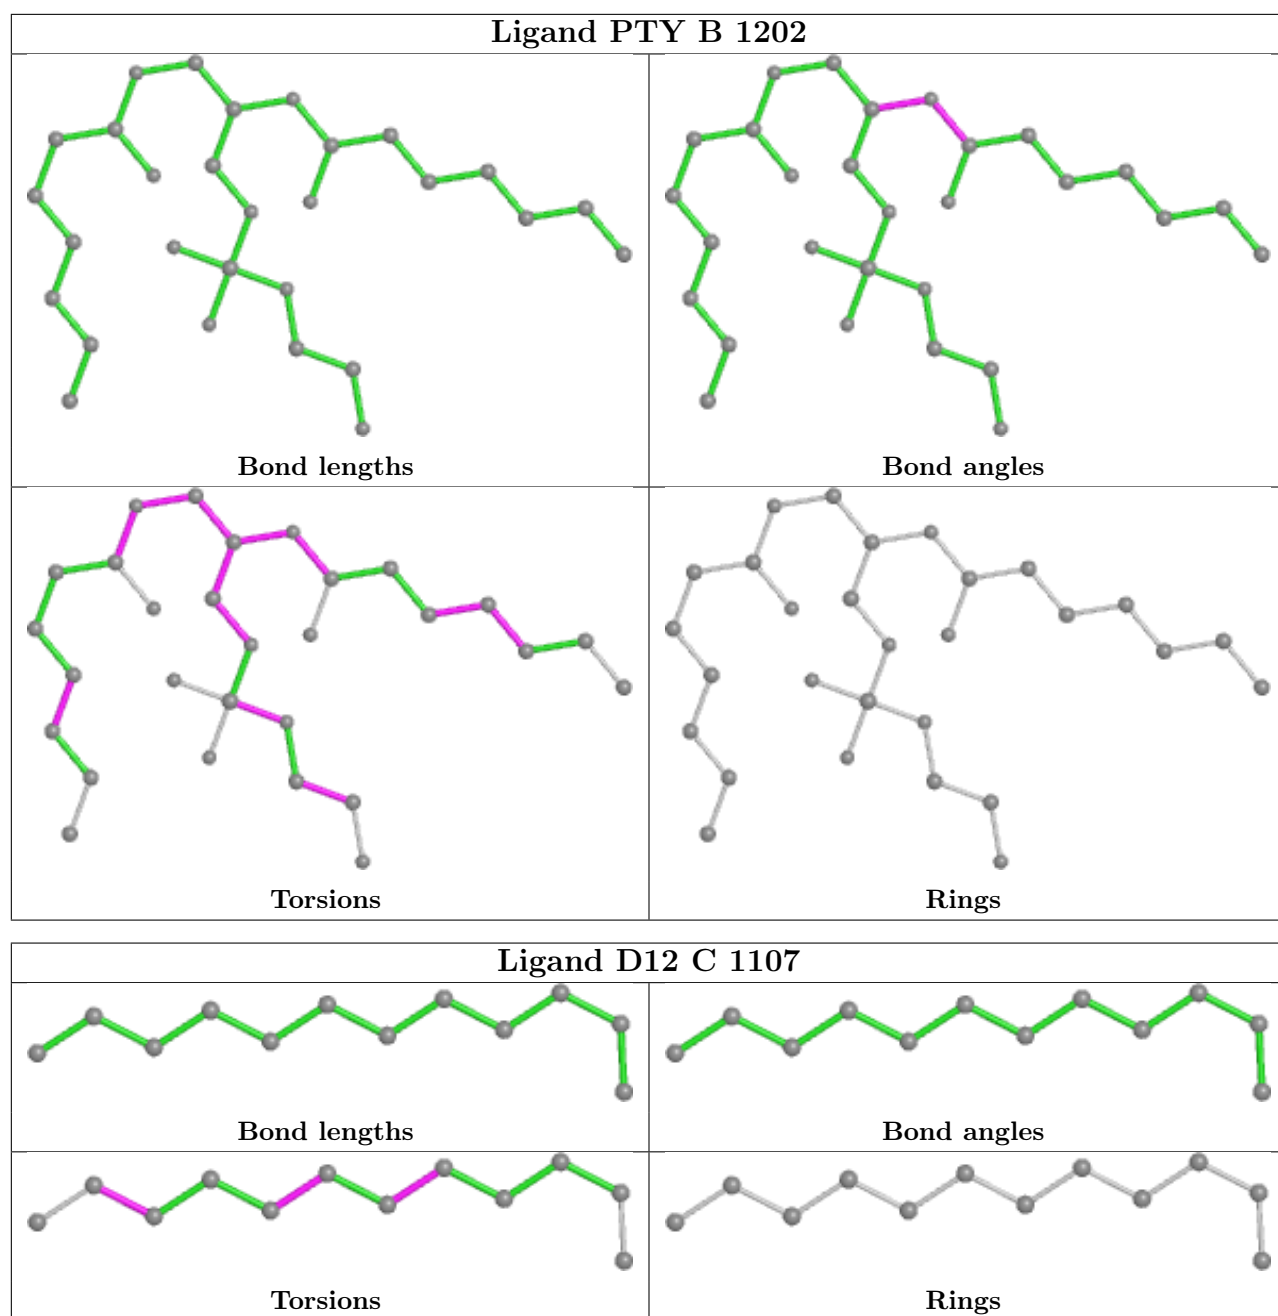 Ligand PTY B 1202
Bond lengths
Bond angles
Torsions
Rings
Ligand D12 C 1107
Bond lengths
Bond angles
Torsions
Rings